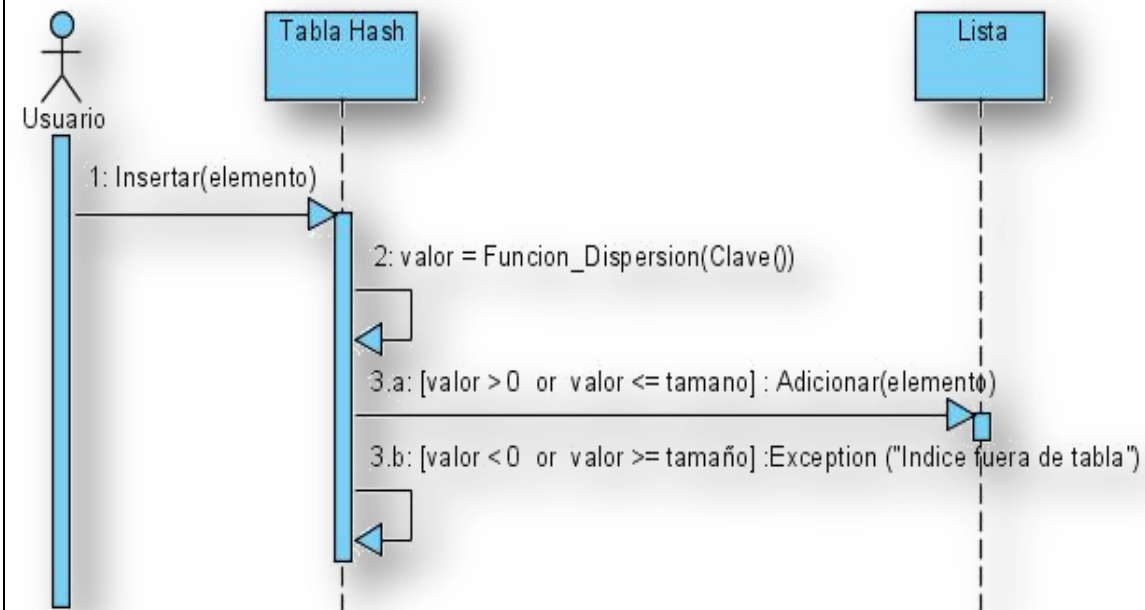 Tabla Hash
Lista
Usuario
1: Insertar(elemento)
2: valor = Funcion_Dispersion(Clave())
3.a: [valor > 0 or valor <= tamano] : Adicionar(elemento)
3.b: [valor < 0 or valor >= tamaño] :Exception ("Indice fuera de tabla")